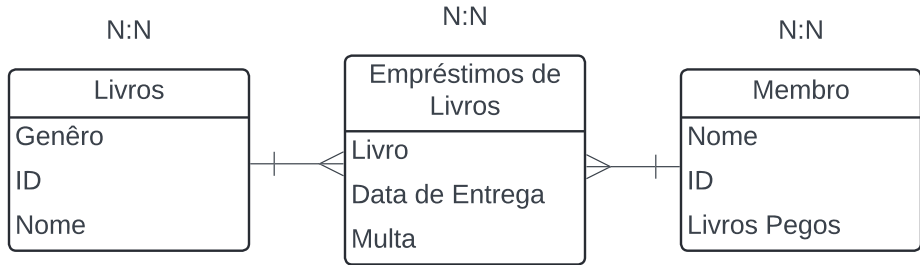 N:N
N:N
N:N
Livros
Genêro
ID
Nome
Empréstimos de
Livros
Livro
Data de Entrega
Multa
Membro
Nome
ID
Livros Pegos